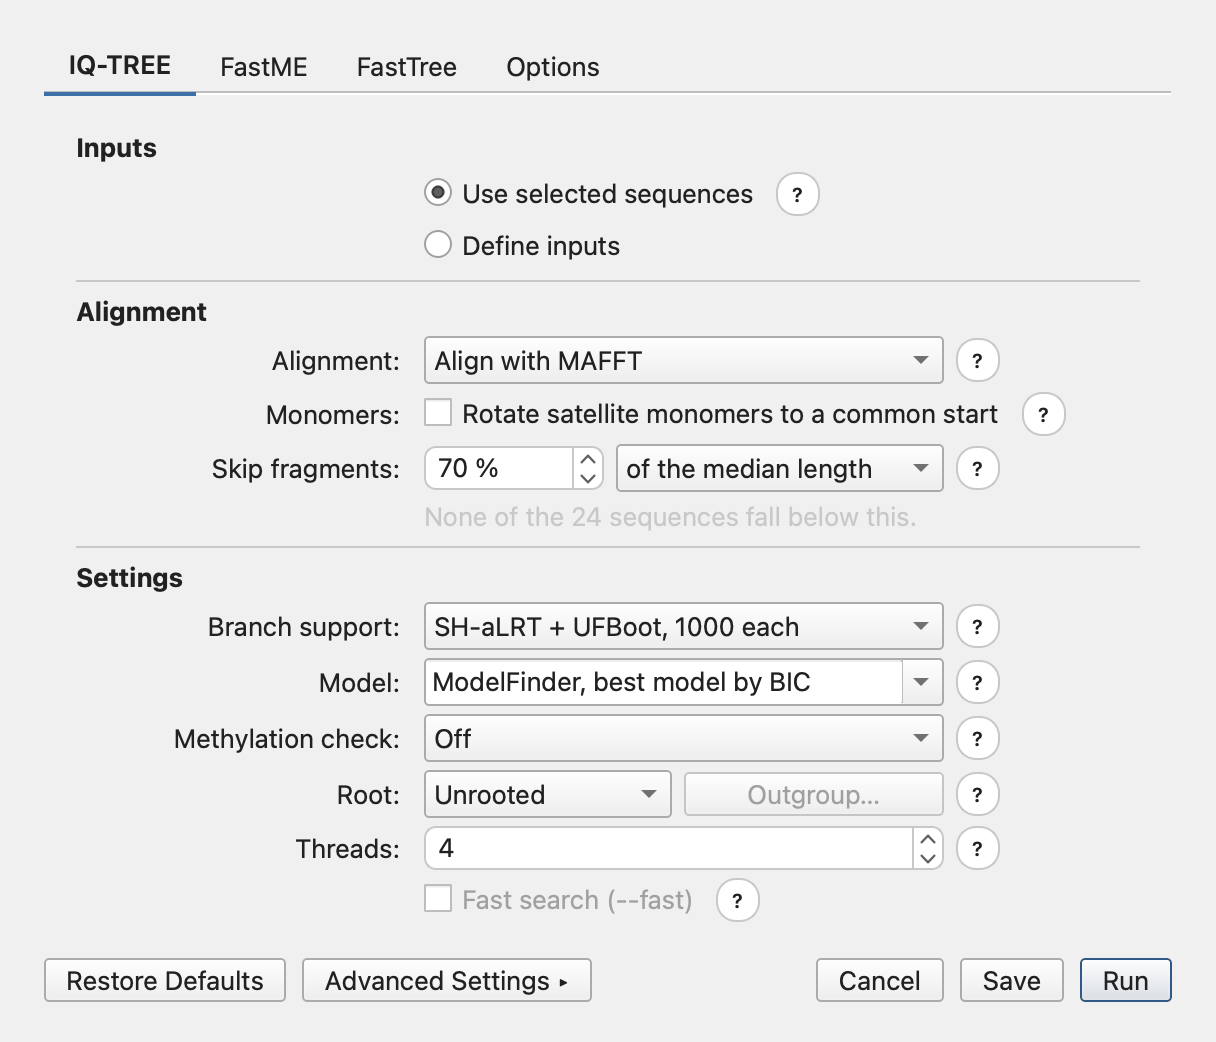 IQ-TREE FastME FastTree Options
Inputs
Use selected sequences ?
Define inputs
Alignment
Alignment: Align with MAFFT ?
Monomers: Rotate satellite monomers to a common start ?
Skip fragments: 70 % of the median length ?
None of the 24 sequences fall below this.
Settings
Branch support: SH-aLRT + UFBoot, 1000 each ?
Model: ModelFinder, best model by BIC ?
Methylation check: Off ?
Root: Unrooted Outgroup... ?
Threads: 4 ?
Fast search (--fast) ?
Restore Defaults Advanced Settings ▸ Cancel Save Run